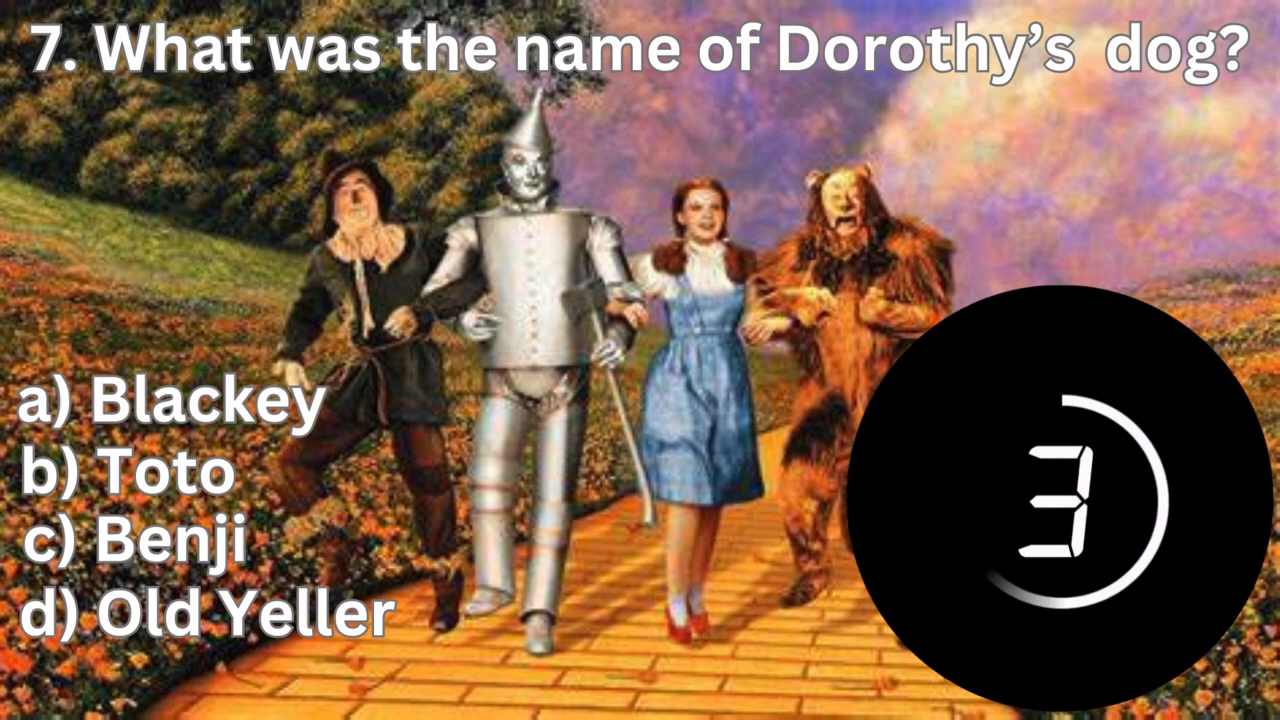 7. What was the name of Dorothy’s  dog?
a) Blackey
b) Toto
c) Benji
d) Old Yeller
3